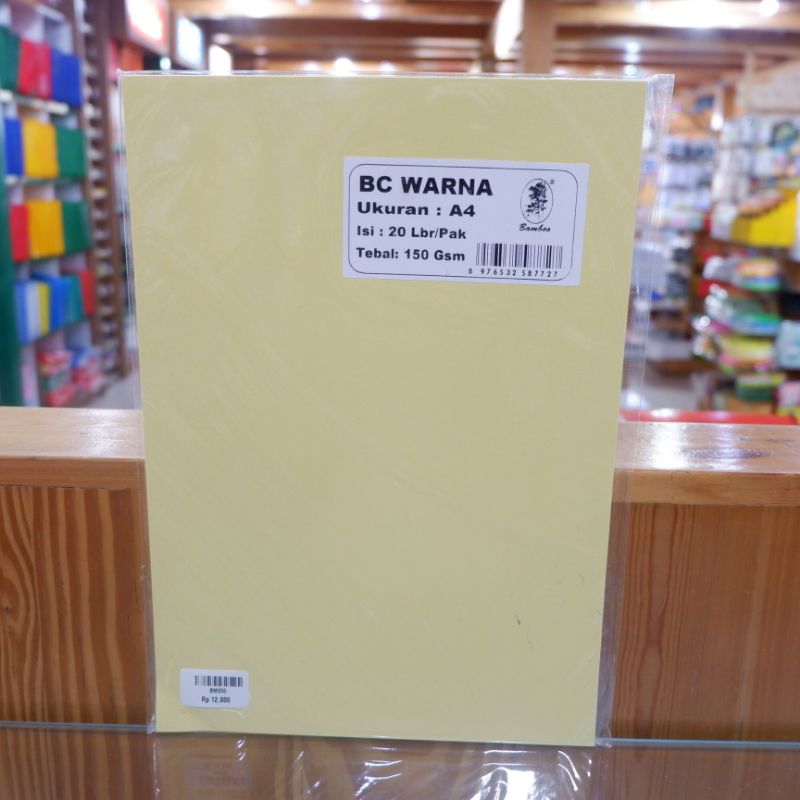 BC WARNA
Ukuran : A4
Isi : 20 Lbr/Pak
Tebal: 150 Gsm
Bamboo
8 976532 587727
Rp 12.000